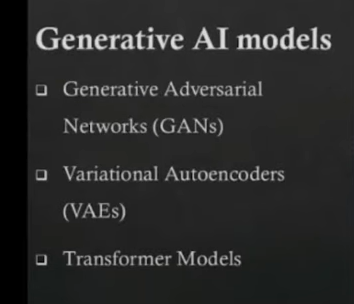 Generative AI models
Generative Adversarial
Networks (GANs)
Variational Autoencoders
(VAEs)
Transformer Models